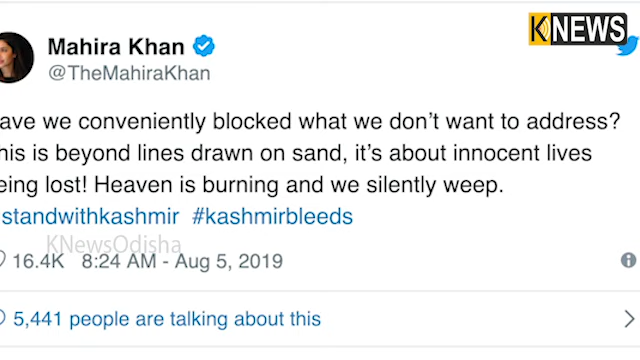 KNEWS
Mahira Khan
@TheMahiraKhan
ave we conveniently blocked what we don't want to address?
his is beyond lines drawn on sand, it's about innocent lives
eing lost! Heaven is burning and we silently weep.
standwithkashmir #kashmirbleeds
KNewsOdisha
16.4K 8:24 AM - Aug 5, 2019
5,441 people are talking about this